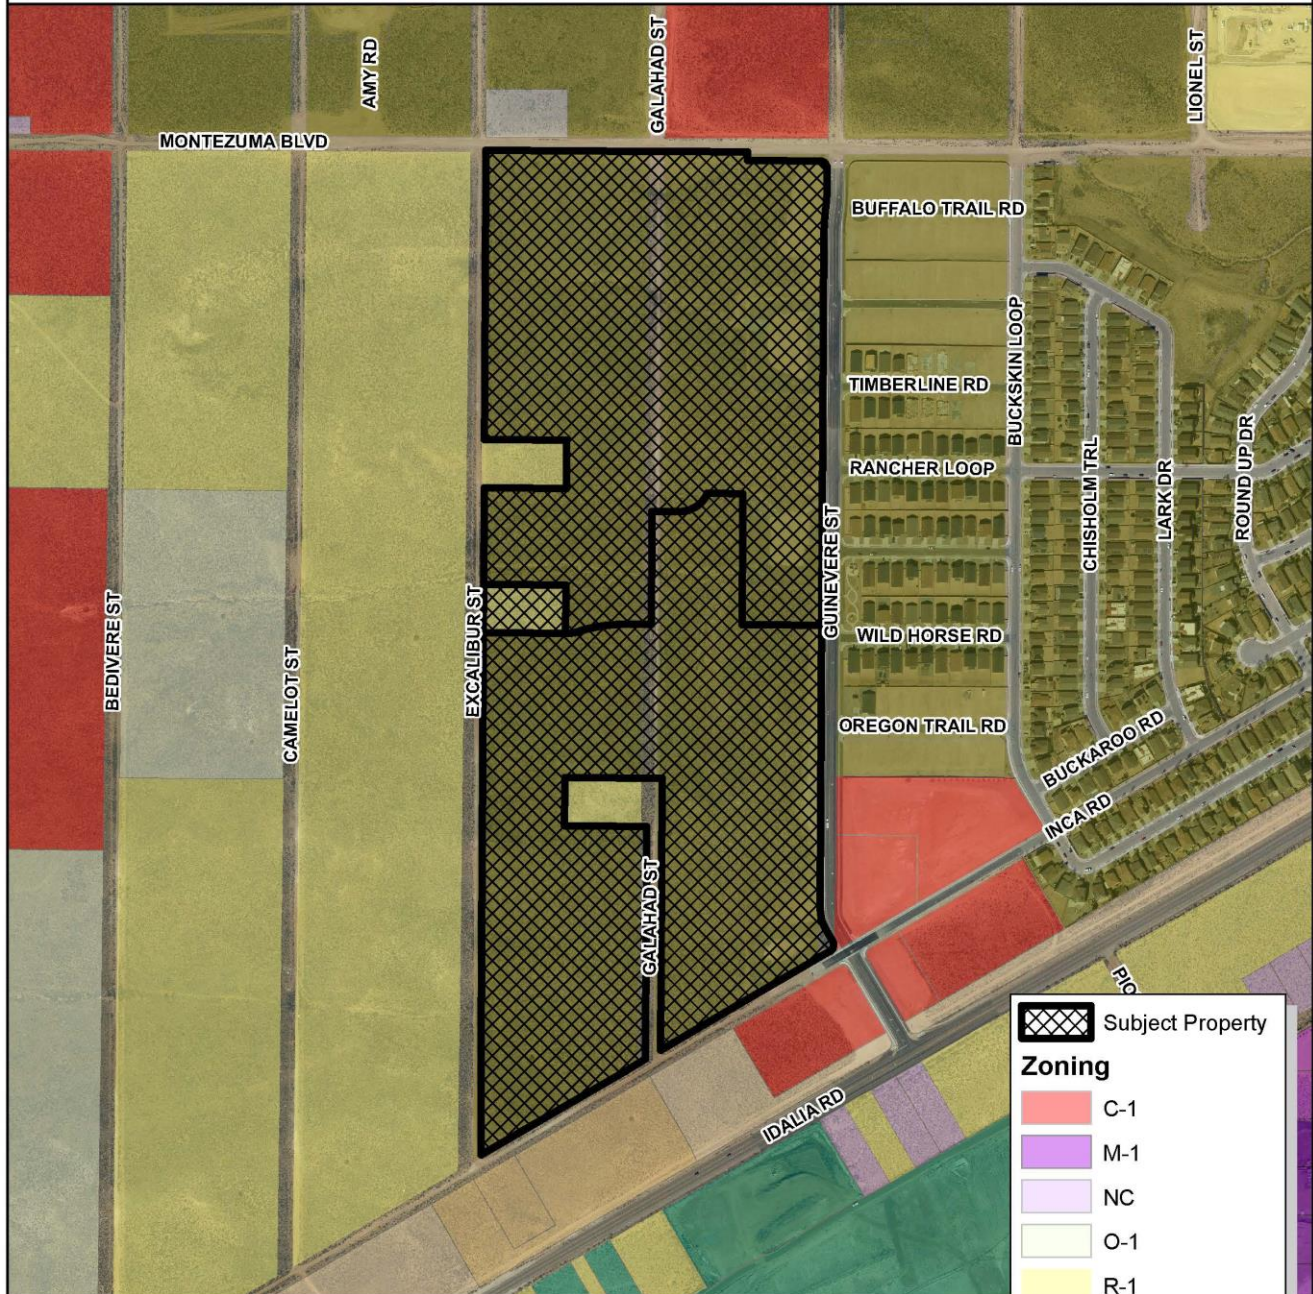 GALAHAD ST
AMY RD
LIONEL ST
MONTEZUMA BLVD
BUFFALO TRAIL RD
BUCKSKIN LOOP
TIMBERLINE RD
RANCHER LOOP
CHISHOLM TRL
LARK DR
ROUND UP DR
GUINEVERE ST
BEDIVERE ST
CAMELOT ST
EXCALIBUR ST
WILD HORSE RD
OREGON TRAIL RD
BUCKAROO RD
INCA RD
GALAHAD ST
PIO
IDALIA RD
Subject Property
Zoning
C-1
M-1
NC
O-1
R-1